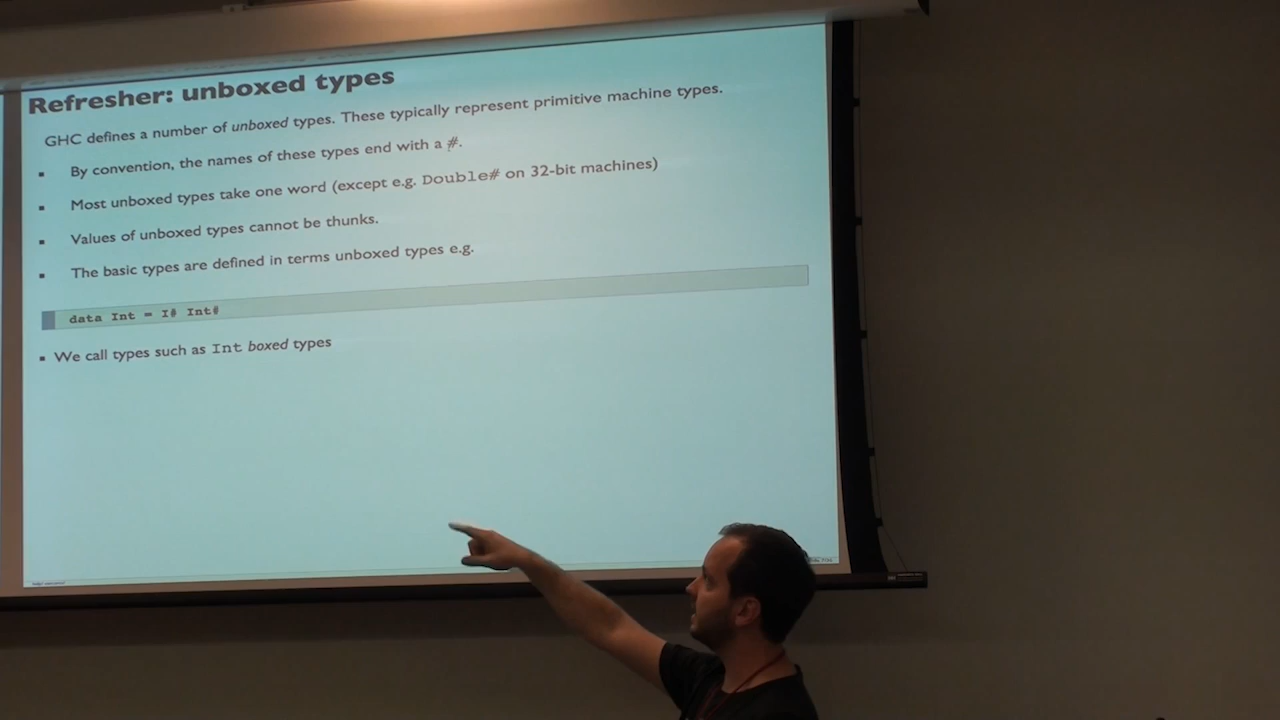 Refresher: unboxed types
GHC defines a number of unboxed types. These typically represent primitive machine types.
▪ By convention, the names of these types end with a #.
▪ Most unboxed types take one word (except e.g. Double# on 32-bit machines)
▪ Values of unboxed types cannot be thunks.
▪ The basic types are defined in terms unboxed types e.g.
data Int = I# Int#
▪ We call types such as Int boxed types